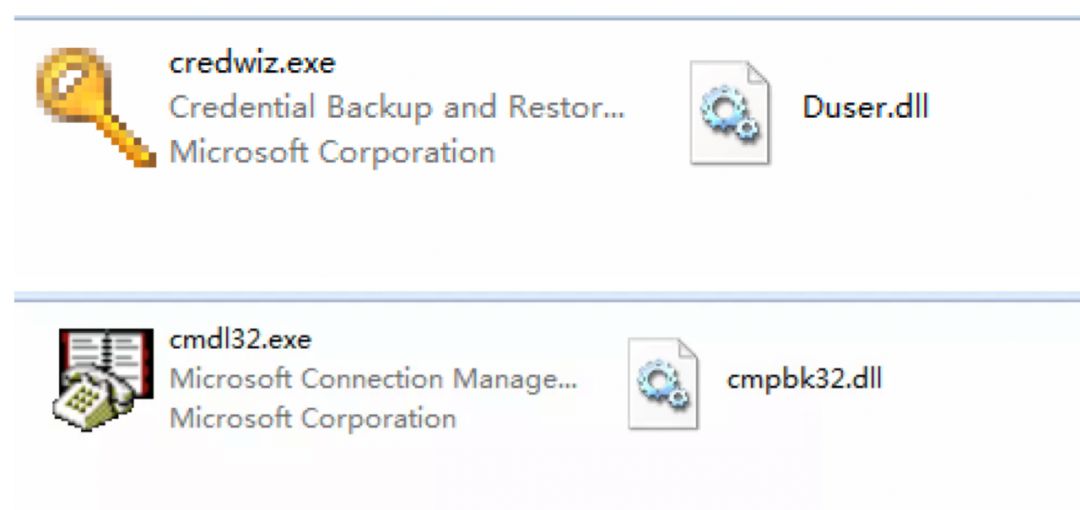 credwiz.exe
Credential Backup and Restor...
Microsoft Corporation
Duser.dll
cmdl32.exe
Microsoft Connection Manage...
Microsoft Corporation
cmpbk32.dll